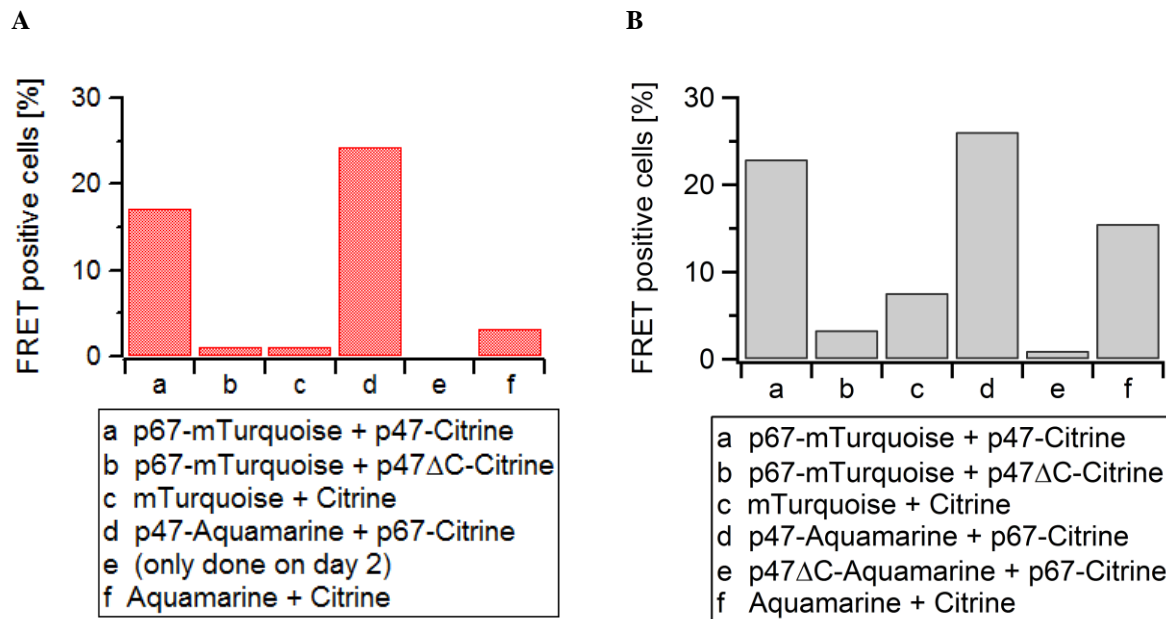 A
FRET positive cells [%]
30
20
10
0
a b c d e f
a p67-mTurquoise + p47-Citrine
b p67-mTurquoise + p47ΔC-Citrine
c mTurquoise + Citrine
d p47-Aquamarine + p67-Citrine
e (only done on day 2)
f Aquamarine + Citrine
B
FRET positive cells [%]
30
20
10
0
a b c d e f
a p67-mTurquoise + p47-Citrine
b p67-mTurquoise + p47ΔC-Citrine
c mTurquoise + Citrine
d p47-Aquamarine + p67-Citrine
e p47ΔC-Aquamarine + p67-Citrine
f Aquamarine + Citrine